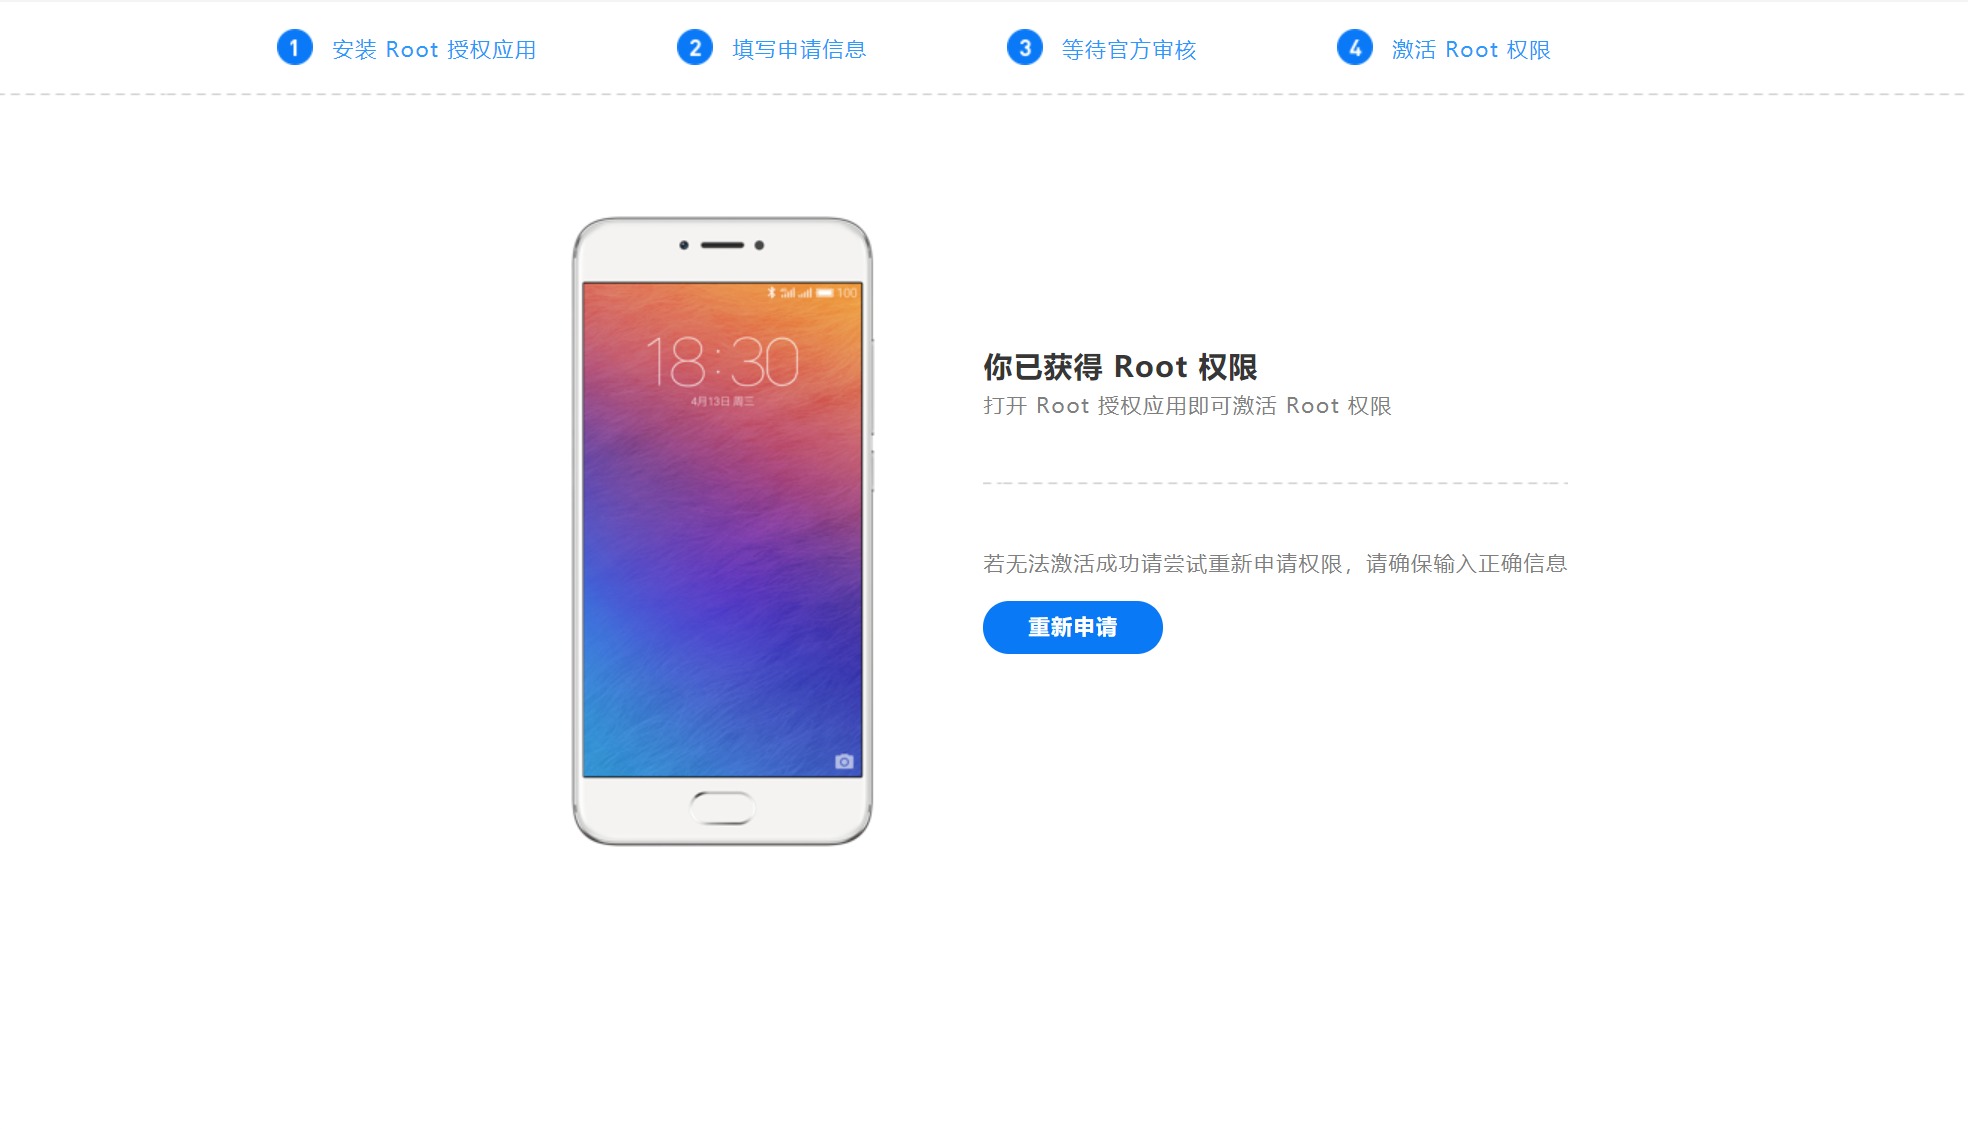 1 安装 Root 授权应用
2 填写申请信息
3 等待官方审核
4 激活 Root 权限
100
18:30
4月13日 周三
你已获得 Root 权限
打开 Root 授权应用即可激活 Root 权限
若无法激活成功请尝试重新申请权限，请确保输入正确信息
重新申请